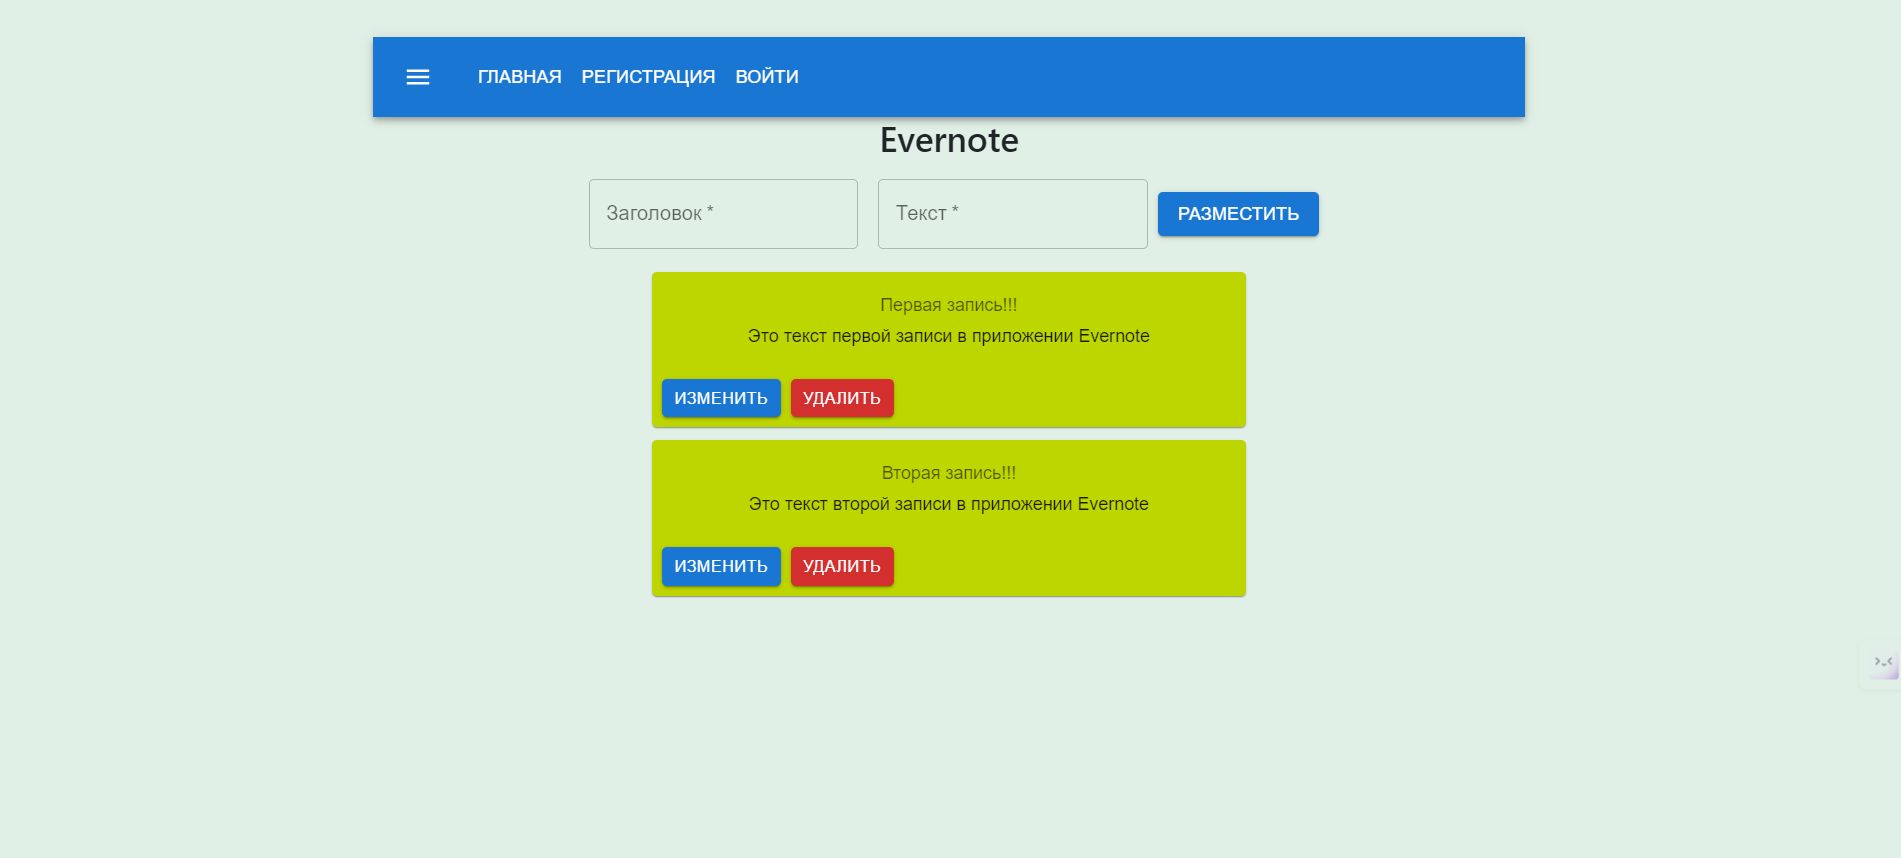 ГЛАВНАЯ РЕГИСТРАЦИЯ ВОЙТИ
Evernote
Заголовок * Текст * РАЗМЕСТИТЬ
Первая запись!!!
Это текст первой записи в приложении Evernote
ИЗМЕНИТЬ УДАЛИТЬ
Вторая запись!!!
Это текст второй записи в приложении Evernote
ИЗМЕНИТЬ УДАЛИТЬ